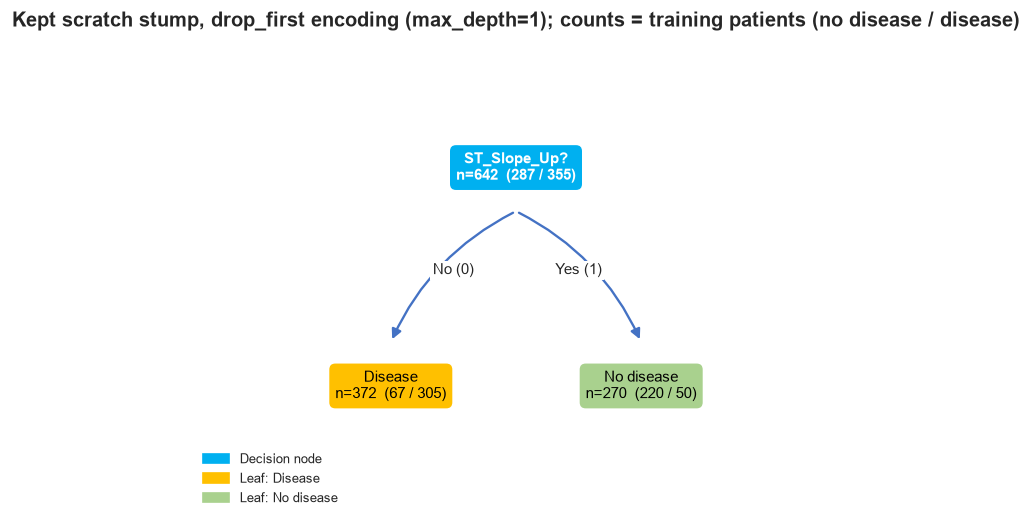 Kept scratch stump, drop_first encoding (max_depth=1); counts = training patients (no disease / disease)
ST_Slope_Up?
n=642  (287 / 355)
No (0)
Yes (1)
Disease
n=372  (67 / 305)
No disease
n=270  (220 / 50)
Decision node
Leaf: Disease
Leaf: No disease